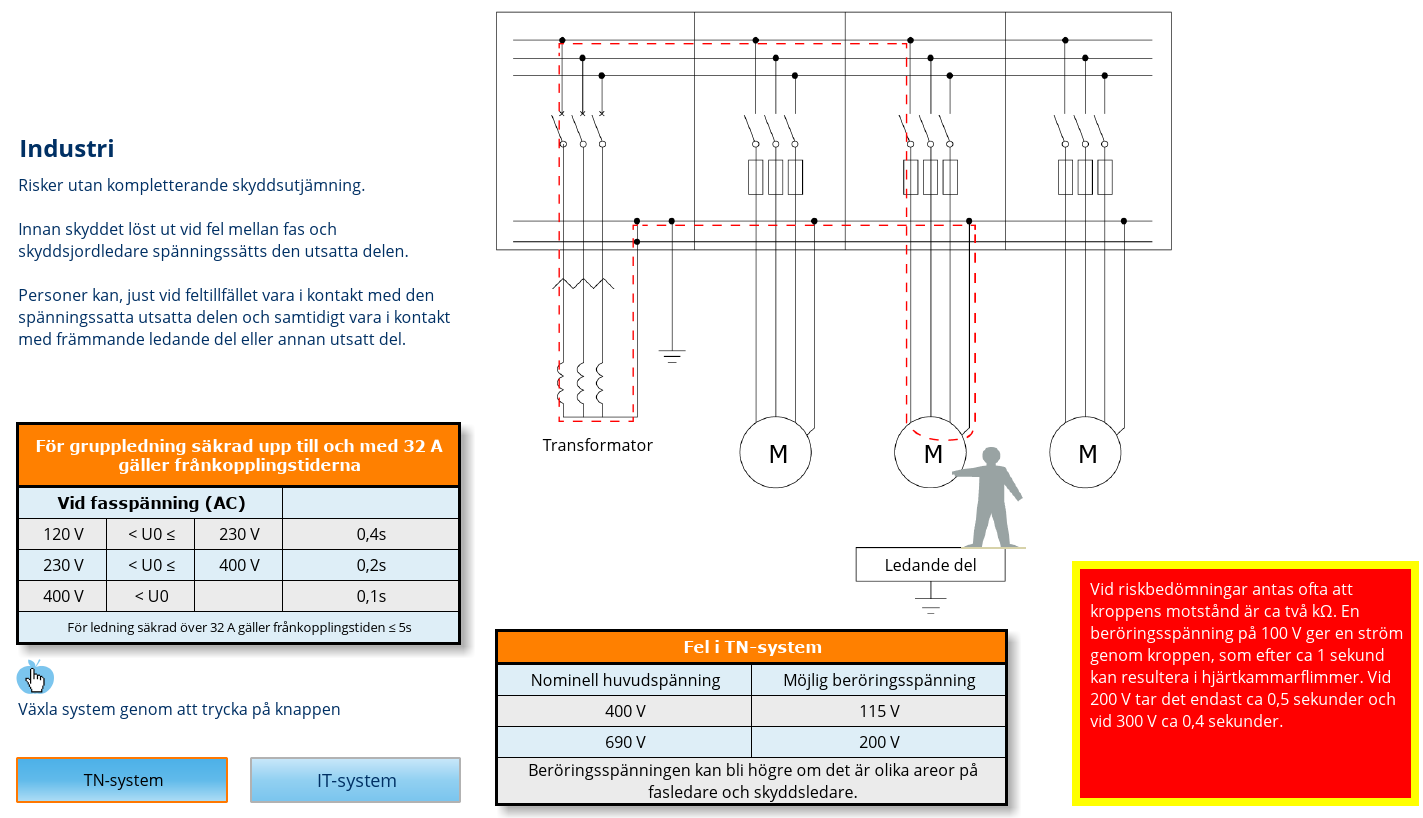 Industri
Risker utan kompletterande skyddsutjämning.
Innan skyddet löst ut vid fel mellan fas och
skyddsjordledare spänningssätts den utsatta delen.
Personer kan, just vid feltillfället vara i kontakt med den
spänningssatta utsatta delen och samtidigt vara i kontakt
med främmande ledande del eller annan utsatt del.
För gruppledning säkrad upp till och med 32 A
gäller frånkopplingstiderna
Vid fasspänning (AC)
120 V < U0 ≤ 230 V 0,4s
230 V < U0 ≤ 400 V 0,2s
400 V < U0 0,1s
För ledning säkrad över 32 A gäller frånkopplingstiden ≤ 5s
Växla system genom att trycka på knappen
TN-system
IT-system
Transformator
M
M
M
Ledande del
Fel i TN-system
Nominell huvudspänning Möjlig beröringsspänning
400 V 115 V
690 V 200 V
Beröringsspänningen kan bli högre om det är olika areor på
fasledare och skyddsledare.
Vid riskbedömningar antas ofta att
kroppens motstånd är ca två kΩ. En
beröringsspänning på 100 V ger en ström
genom kroppen, som efter ca 1 sekund
kan resultera i hjärtkammarflimmer. Vid
200 V tar det endast ca 0,5 sekunder och
vid 300 V ca 0,4 sekunder.